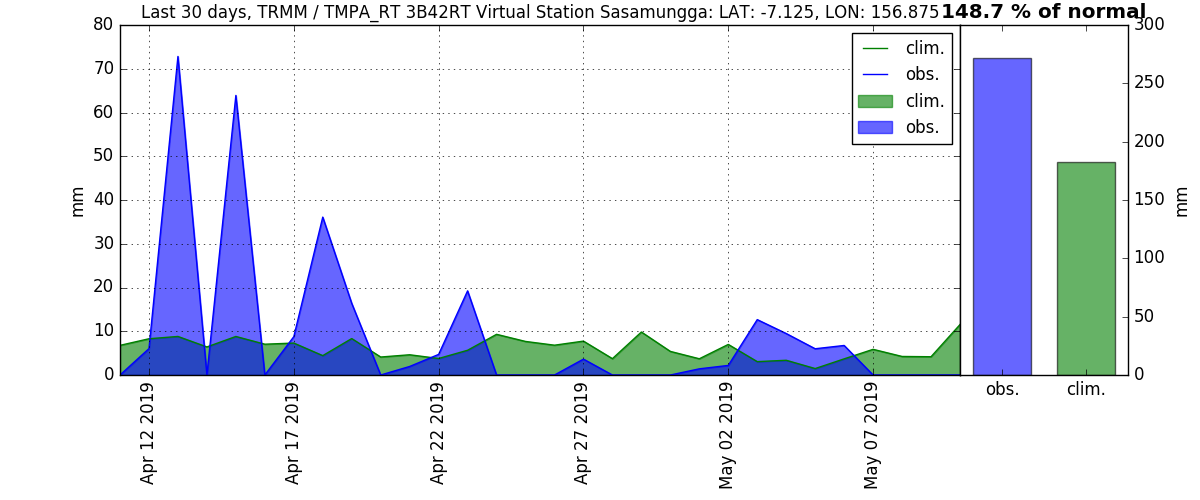 Last 30 days, TRMM / TMPA_RT 3B42RT Virtual Station Sasamungga: LAT: -7.125, LON: 156.875
148.7 % of normal
80
70
60
50
40
30
20
10
0
mm
clim.
obs.
clim.
obs.
Apr 12 2019
Apr 17 2019
Apr 22 2019
Apr 27 2019
May 02 2019
May 07 2019
300
250
200
150
100
50
0
mm
obs.
clim.